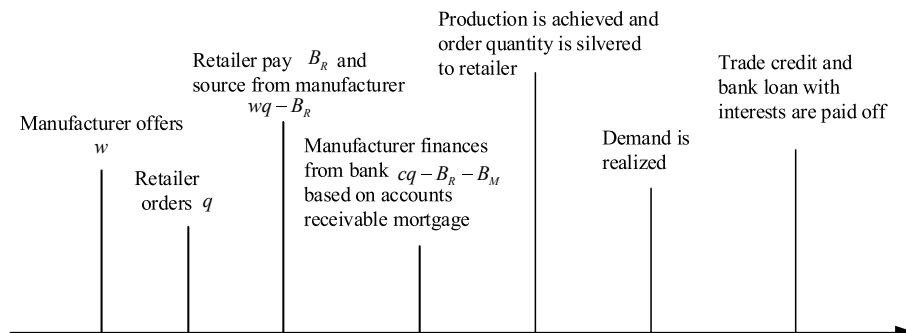 Manufacturer offers
w
Retailer
orders q
Retailer pay B_R and
source from manufacturer
wq − B_R
Manufacturer finances
from bank cq − B_R − B_M
based on accounts
receivable mortgage
Production is achieved and
order quantity is silvered
to retailer
Demand is
realized
Trade credit and
bank loan with
interests are paid off